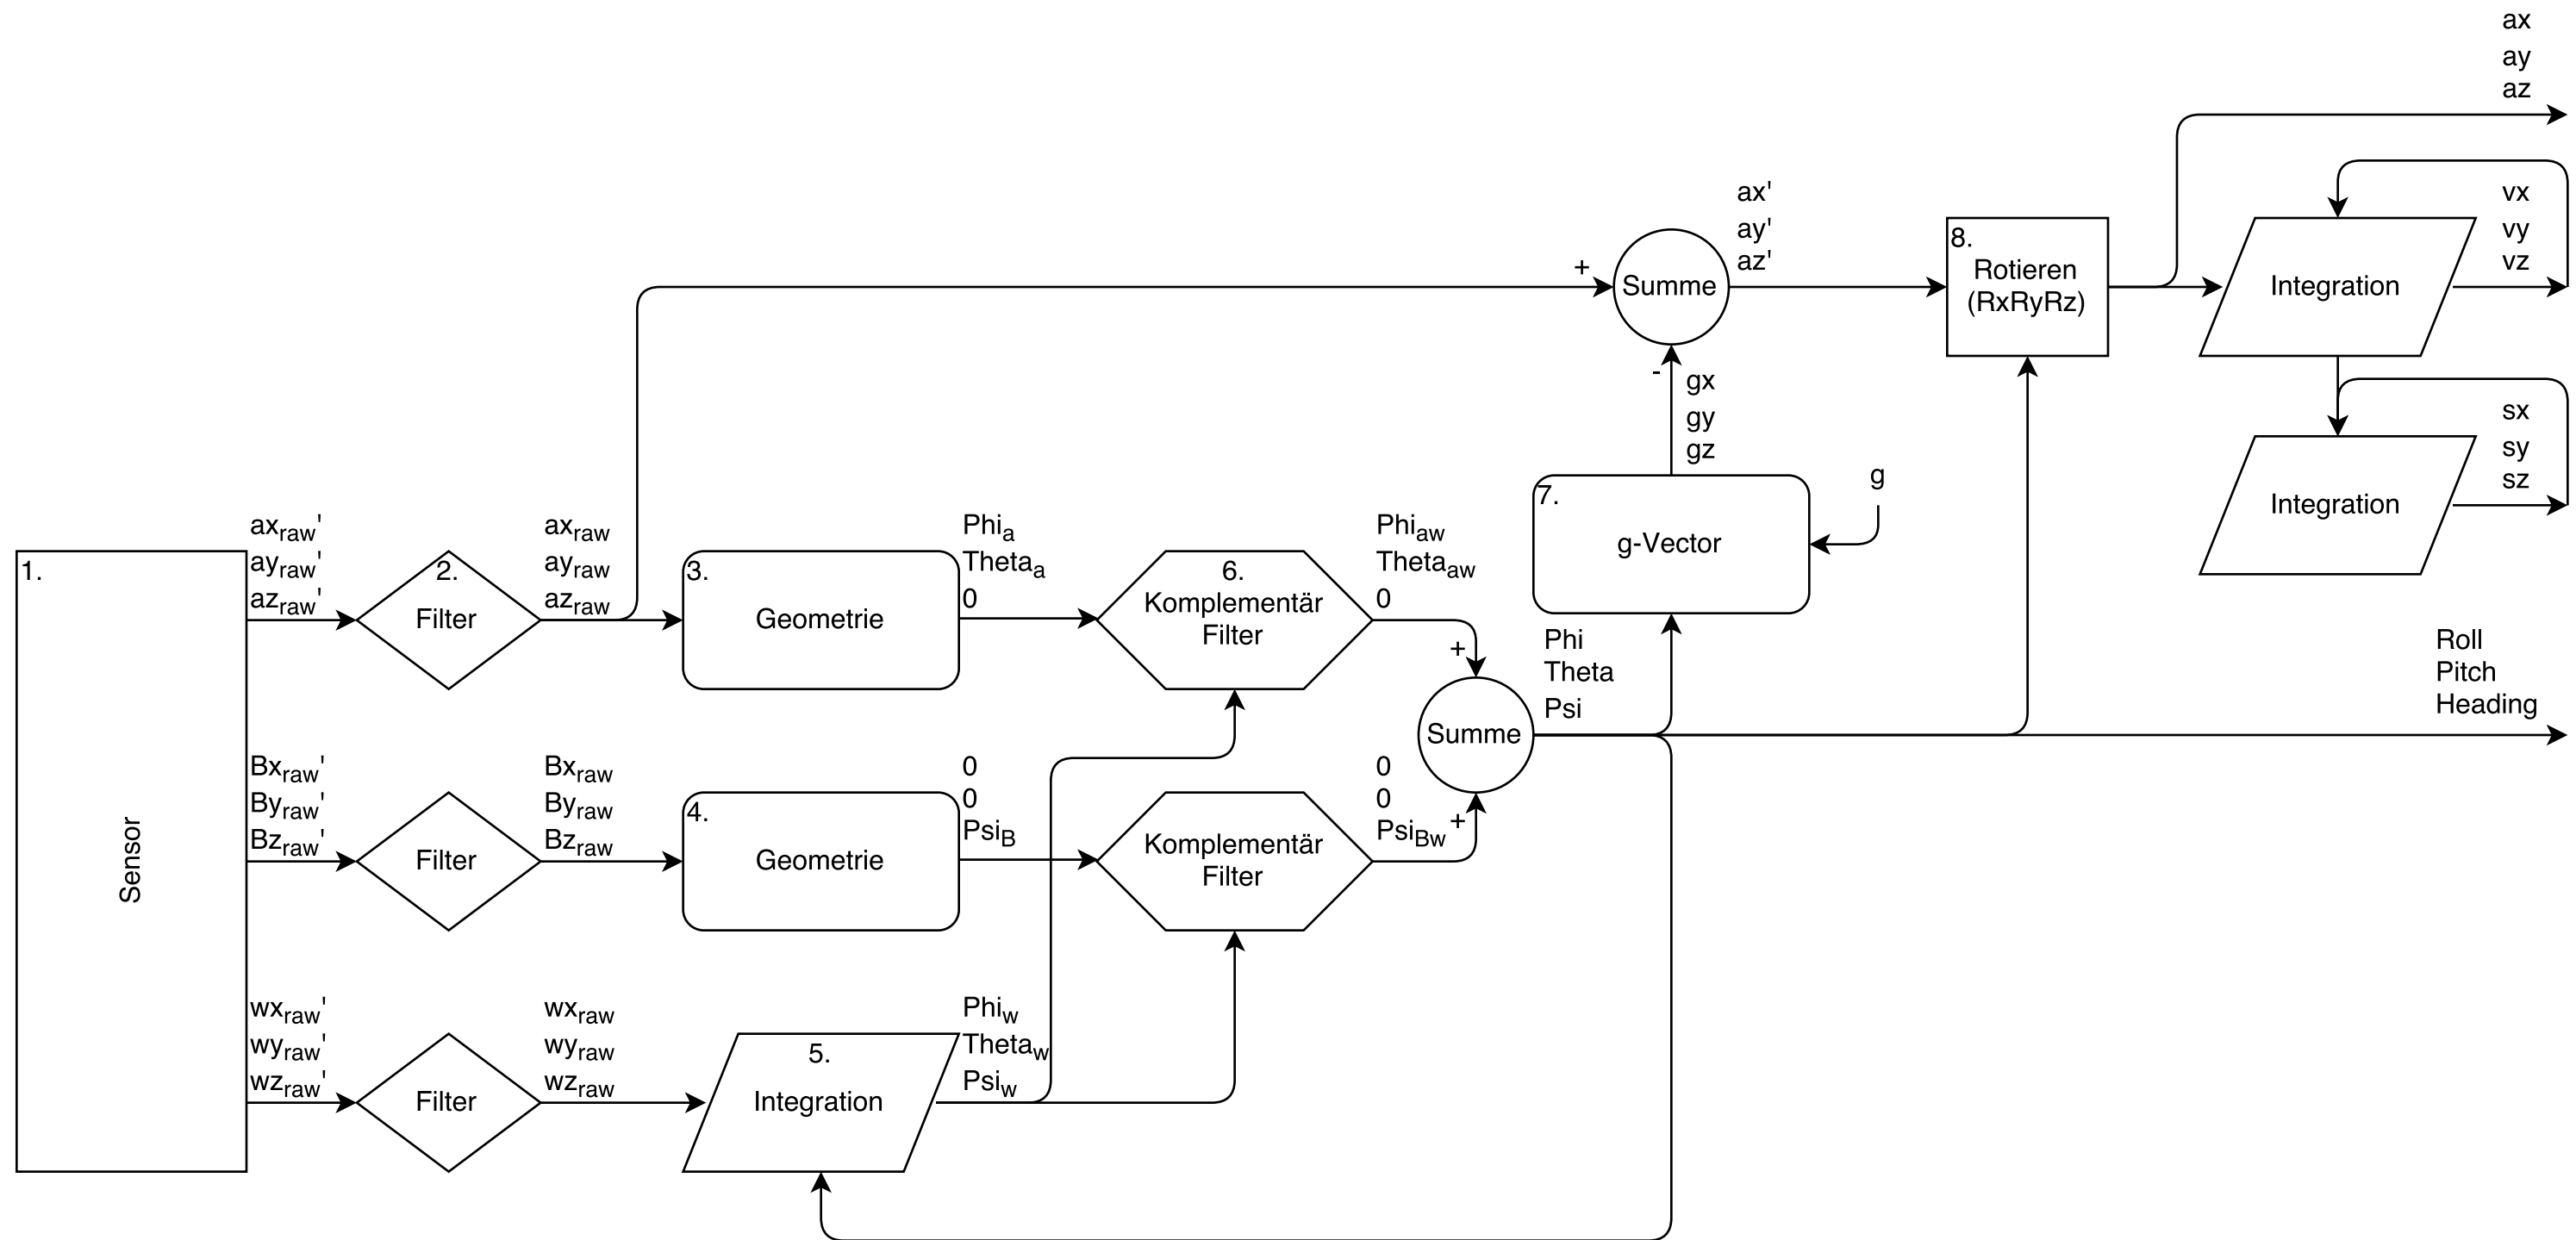 ax
ay
az
ax'
ay'
az'
vx
vy
vz
+
Summe
8.
Rotieren
(RxRyRz)
Integration
-
gx
gy
gz
sx
sy
sz
Integration
g
7.
g-Vector
1.
Sensor
axraw'
ayraw'
azraw'
2.
Filter
axraw
ayraw
azraw
3.
Geometrie
Phia
Thetaa
0
6.
Komplementär
Filter
Phiaw
Thetaaw
0
+
Summe
Phi
Theta
Psi
Roll
Pitch
Heading
Bxraw'
Byraw'
Bzraw'
Filter
Bxraw
Byraw
Bzraw
4.
Geometrie
0
0
PsiB
Komplementär
Filter
0
0
PsiBw
+
wxraw'
wyraw'
wzraw'
Filter
wxraw
wyraw
wzraw
5.
Integration
Phiw
Thetaw
Psiw